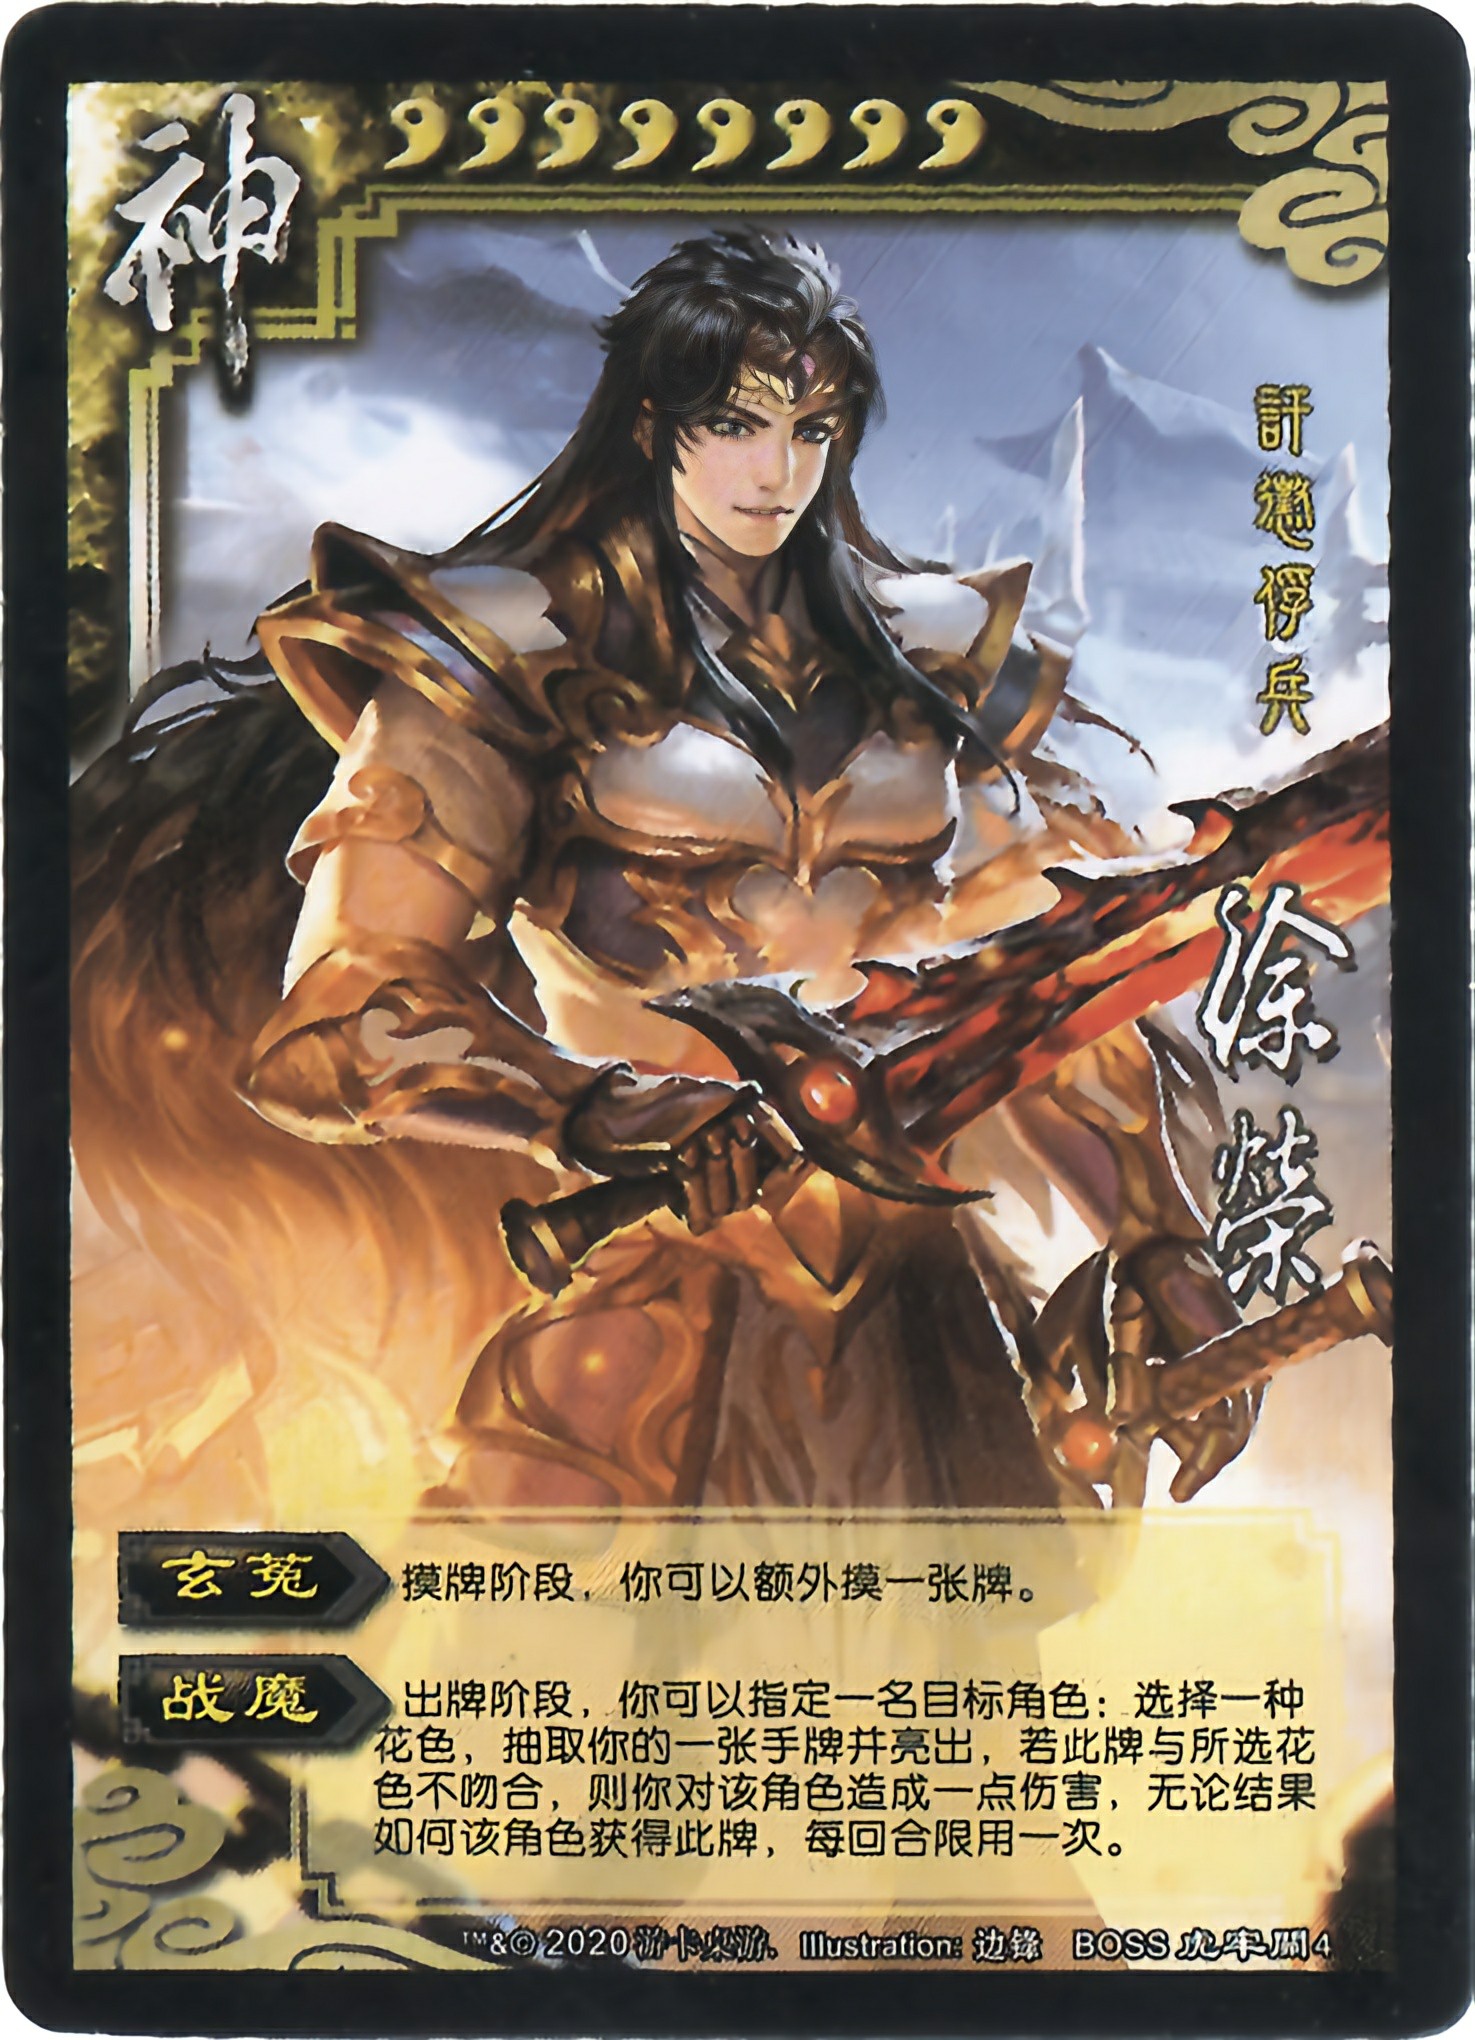 神
訐懲俘兵
徐榮
玄菟
摸牌阶段，你可以额外摸一张牌。
战魔
出牌阶段，你可以指定一名目标角色：选择一种
花色，抽取你的一张手牌并亮出，若此牌与所选花
色不吻合，则你对该角色造成一点伤害，无论结果
如何该角色获得此牌，每回合限用一次。
™&© 2020 游卡桌游. Illustration: 边锋 BOSS 虎牢関4